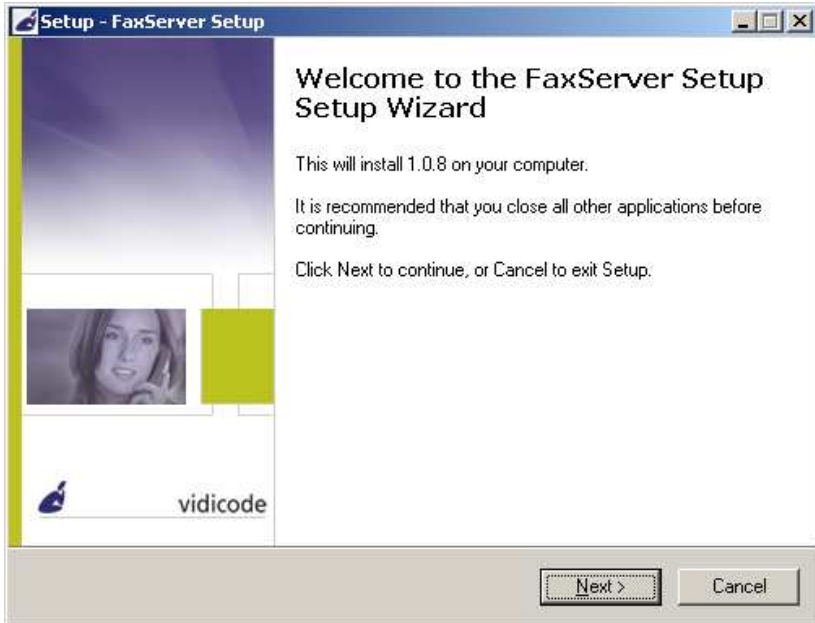 Setup - FaxServer Setup
Welcome to the FaxServer Setup
Setup Wizard
This will install 1.0.8 on your computer.
It is recommended that you close all other applications before
continuing.
Click Next to continue, or Cancel to exit Setup.
vidicode
Next >
Cancel